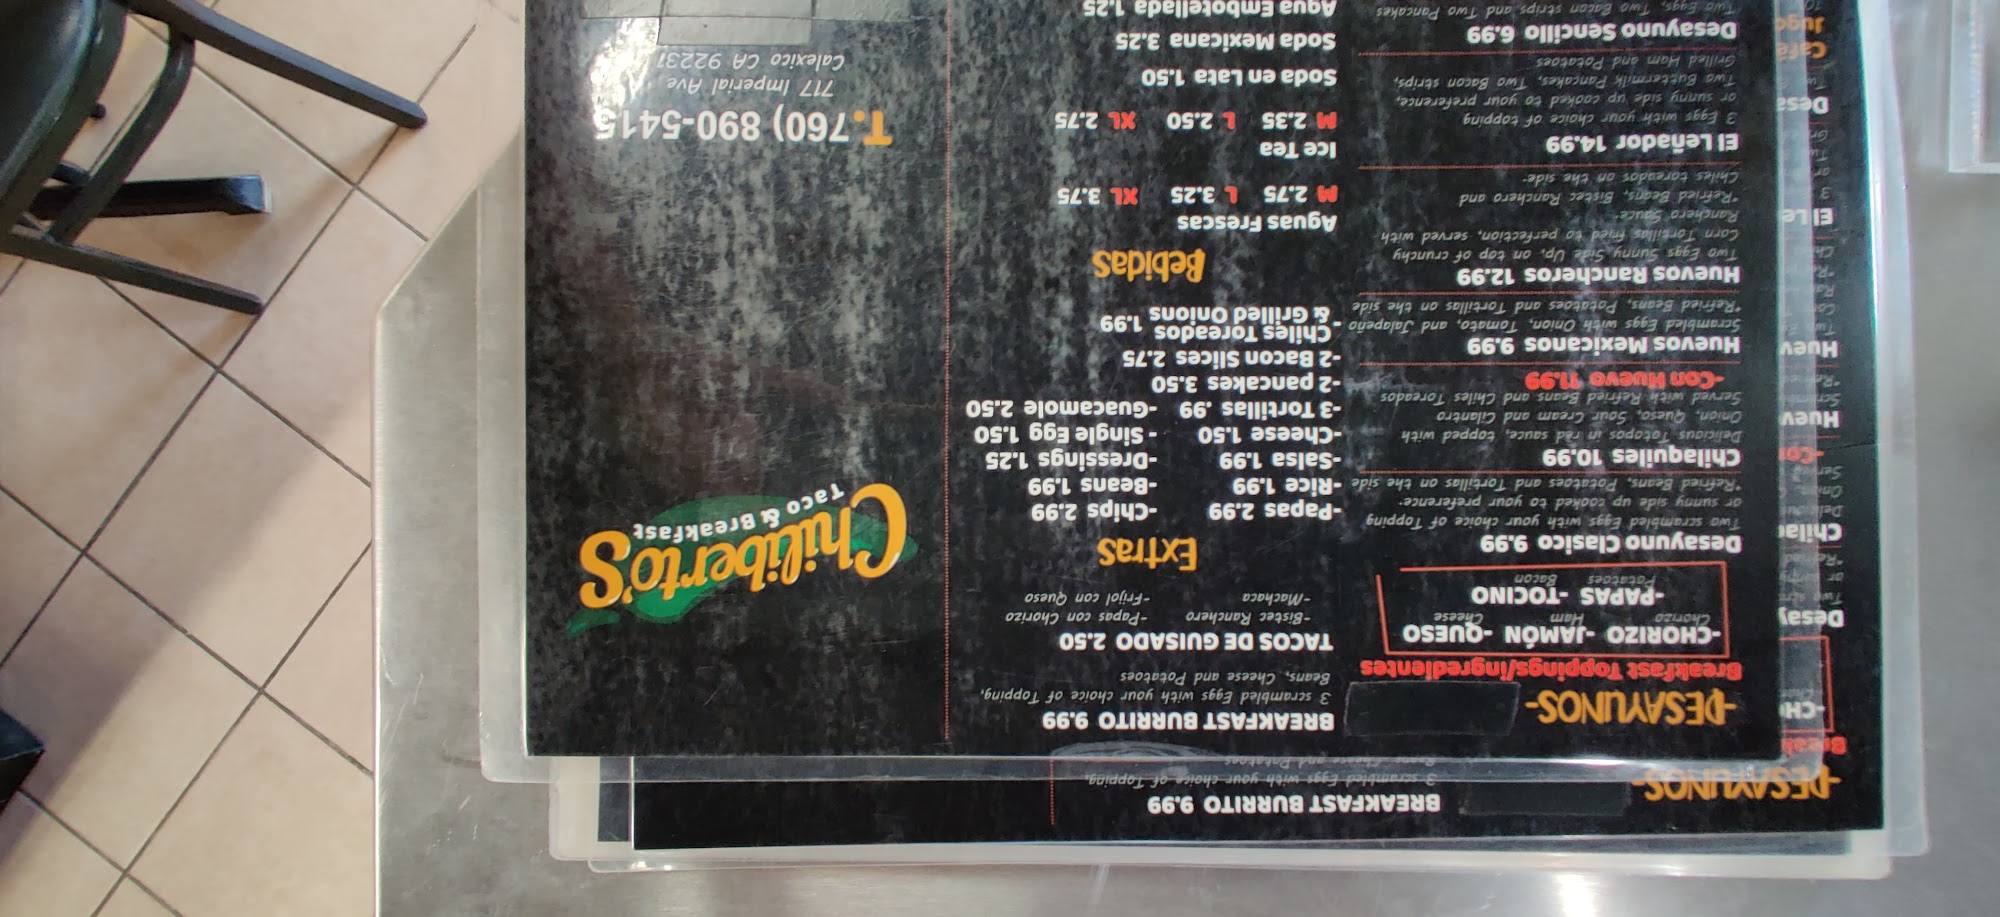 -DESAYUNOS-
Breakfast Toppings/ingredientes
-CHORIZO -JAMÓN -QUESO
Chorizo Ham Cheese
-PAPAS -TOCINO
Potatoes Bacon
Desayuno Clasico 9.99
Two scrambled Eggs with your choice of Topping
or sunny side up cooked to your preference.
*Refried Beans, Potatoes and Tortillas on the side
Chilaquiles 10.99
Delicious Totopos in red sauce, topped with
Onion, Queso, Sour Cream and Cilantro
Served with Refried Beans and Chiles Toreados
-Con Huevo 11.99
Huevos Mexicanos 9.99
Scrambled Eggs with Onion, Tomato, and Jalapeño
*Refried Beans, Potatoes and Tortillas on the side
Huevos Rancheros 12.99
Two Eggs Sunny Side Up, on top of crunchy
Corn Tortillas fried to perfection, served with
Ranchero Sauce.
*Refried Beans, Bistec Ranchero and
Chiles toreados on the side.
El Leñador 14.99
3 Eggs with your choice of topping
or sunny side up cooked to your preference,
Two Buttermilk Pancakes, Two Bacon strips,
Grilled Ham and Potatoes
Desayuno Sencillo 6.99
Two Eggs, Two Bacon strips and Two Pancakes
BREAKFAST BURRITO 9.99
3 scrambled Eggs with your choice of Topping,
Beans, Cheese and Potatoes
TACOS DE GUISADO 2.50
-Bistec Ranchero -Papas con Chorizo
-Machaca -Frijol con Queso
Extras
-Papas 2.99 -Chips 2.99
-Rice 1.99 -Beans 1.99
-Salsa 1.99 -Dressings 1.25
-Cheese 1.50 - Single Egg 1.50
-3 Tortillas .99 -Guacamole 2.50
-2 pancakes 3.50
-2 Bacon Slices 2.75
-Chiles Toreados
& Grilled Onions 1.99
Bebidas
Aguas Frescas
M 2.75 L 3.25 XL 3.75
Ice Tea
M 2.35 L 2.50 XL 2.75
Soda en Lata 1.50
Soda Mexicana 3.25
Agua Embotellada 1.25
Chiliberto's
Taco & Breakfast
T.760) 890-5415
717 Imperial Ave
Calexico CA 92231
-DESAYUNOS-
BREAKFAST BURRITO 9.99
3 scrambled Eggs with your choice of Topping,